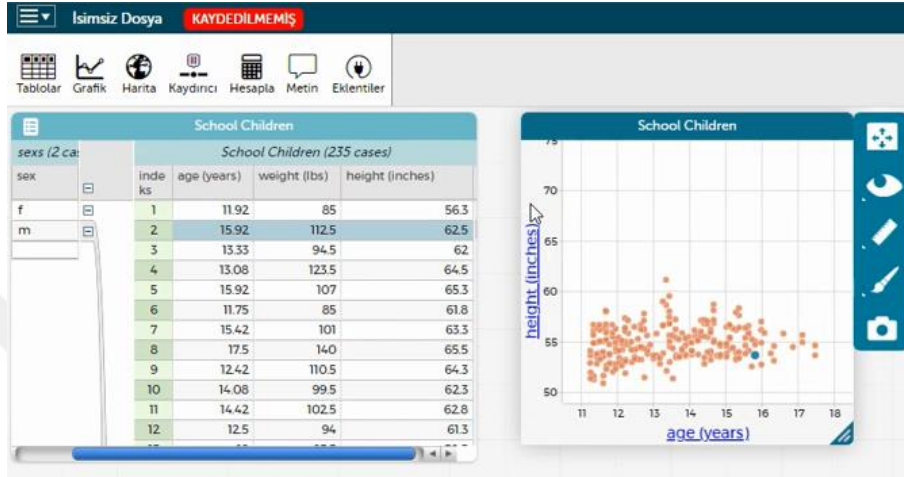 İsimsiz Dosya KAYDEDİLMEMİŞ
Tablolar Grafik Harita Kaydırıcı Hesapla Metin Eklentiler
School Children
sexs (2 ca: School Children (235 cases)
sex inde ks age (years) weight (lbs) height (inches)
f 1 11.92 85 56.3
m 2 15.92 112.5 62.5
3 13.33 94.5 62
4 13.08 123.5 64.5
5 15.92 107 65.3
6 11.75 85 61.8
7 15.42 101 63.3
8 17.5 140 65.5
9 12.42 110.5 64.3
10 14.08 99.5 62.3
11 14.42 102.5 62.8
12 12.5 94 61.3
School Children
75
70
65
60
55
50
height (inches)
11 12 13 14 15 16 17 18
age (years)